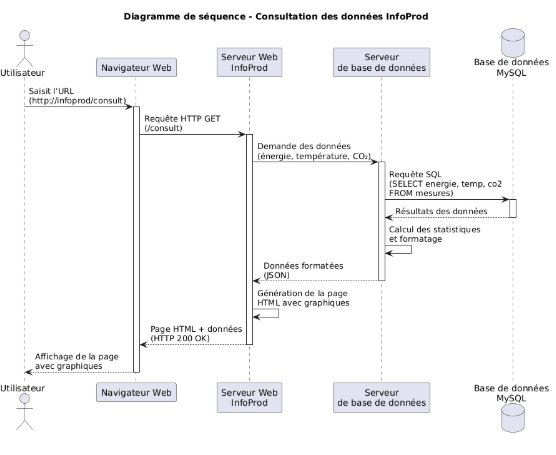 Diagramme de séquence - Consultation des données InfoProd
Utilisateur
Navigateur Web
Serveur Web
InfoProd
Serveur
de base de données
Base de données
MySQL
Saisit l'URL
(http://infoprod/consult)
Requête HTTP GET
(/consult)
Demande des données
(énergie, température, CO₂)
Requête SQL
(SELECT energie, temp, co2
FROM mesures)
Résultats des données
Calcul des statistiques
et formatage
Données formatées
(JSON)
Génération de la page
HTML avec graphiques
Page HTML + données
(HTTP 200 OK)
Affichage de la page
avec graphiques
Utilisateur
Navigateur Web
Serveur Web
InfoProd
Serveur
de base de données
Base de données
MySQL